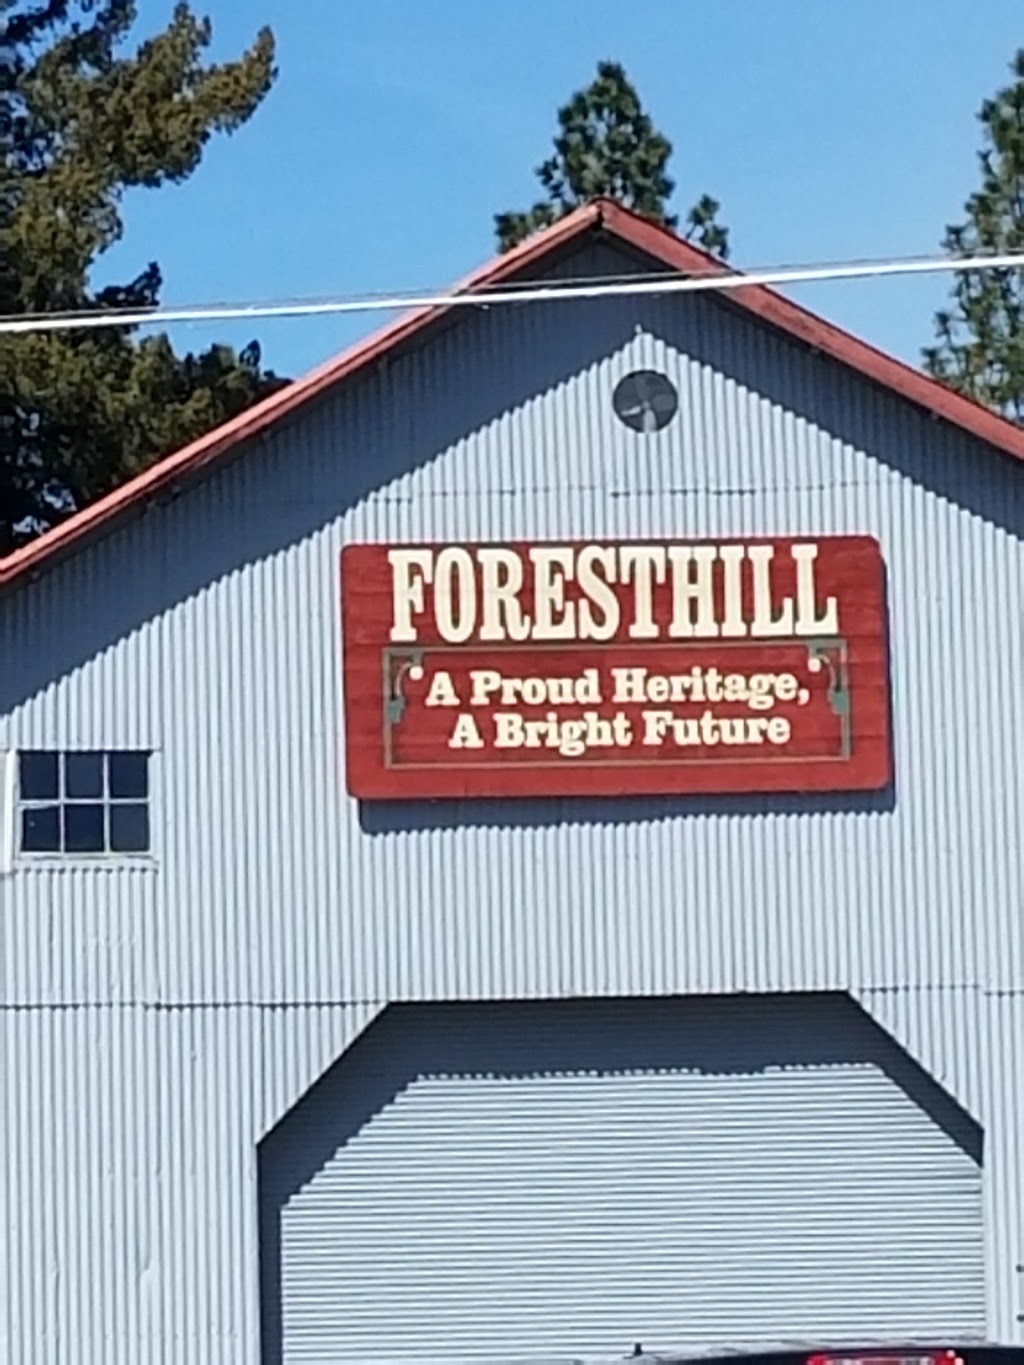 FORESTHILL
"A Proud Heritage,"
A Bright Future